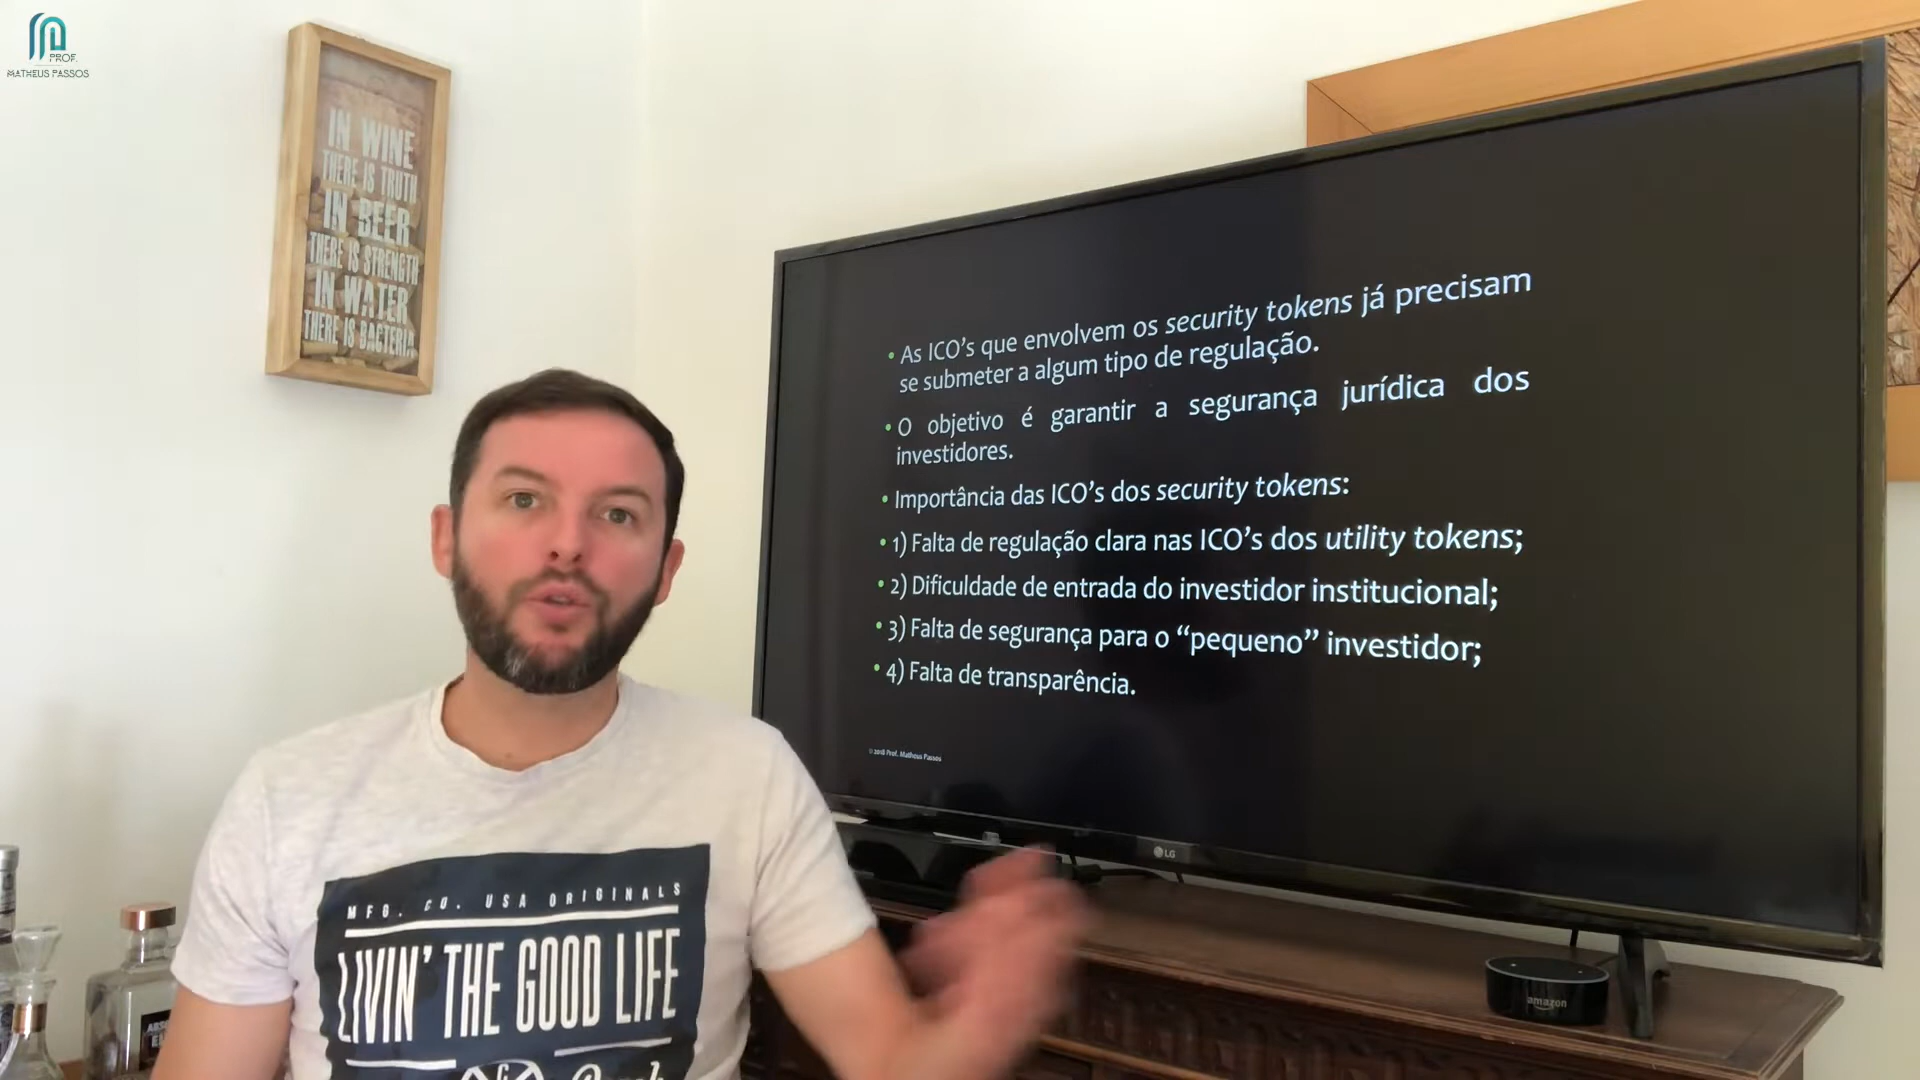 PROF.
MATHEUS PASSOS
IN WINE
THERE IS TRUTH
IN BEER
THERE IS STRENGTH
IN WATER
THERE IS BACTERIA
• As ICO's que envolvem os security tokens já precisam
se submeter a algum tipo de regulação.
• O objetivo é garantir a segurança jurídica dos
investidores.
• Importância das ICO's dos security tokens:
• 1) Falta de regulação clara nas ICO's dos utility tokens;
• 2) Dificuldade de entrada do investidor institucional;
• 3) Falta de segurança para o “pequeno” investidor;
• 4) Falta de transparência.
© 2018 Prof. Matheus Passos
LG
amazon
MFG. CO. USA ORIGINALS
LIVIN' THE GOOD LIFE